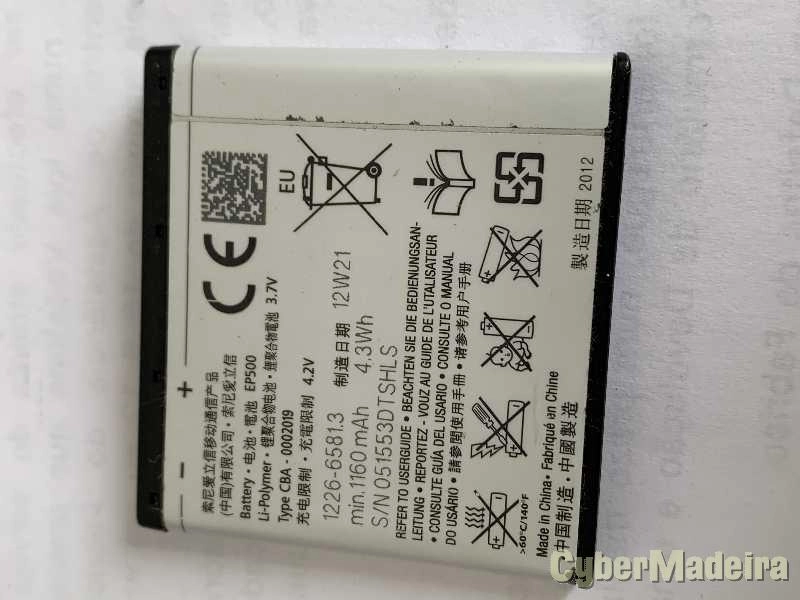 索尼爱立信移动通信产品
(中国)有限公司 · 索尼爱立信
Battery · 电池 · 電池 EP500
Li-Polymer · 锂聚合物电池 · 鋰聚合物電池 3.7V
Type CBA - 0002019
充电限制 · 充電限制 4.2V
1226-6581.3 制造日期 12W21
min.1160mAh 4.3Wh
S/N 051553DTSHLS
REFER TO USERGUIDE • BEACHTEN SIE DIE BEDIENUNGSAN-
LEITUNG • REPORTEZ - VOUZ AU GUIDE DE L'UTILISATEUR
• CONSULTE GUÍA DEL USARIO • CONSULTE O MANUAL
DO USÁRIO • 請參閱使用手冊 • 请参考用户手册
EU
>60°C/140°F
Made in China · Fabriqué en Chine
中国制造 · 中國製造
製造日期 2012
CyberMadeira